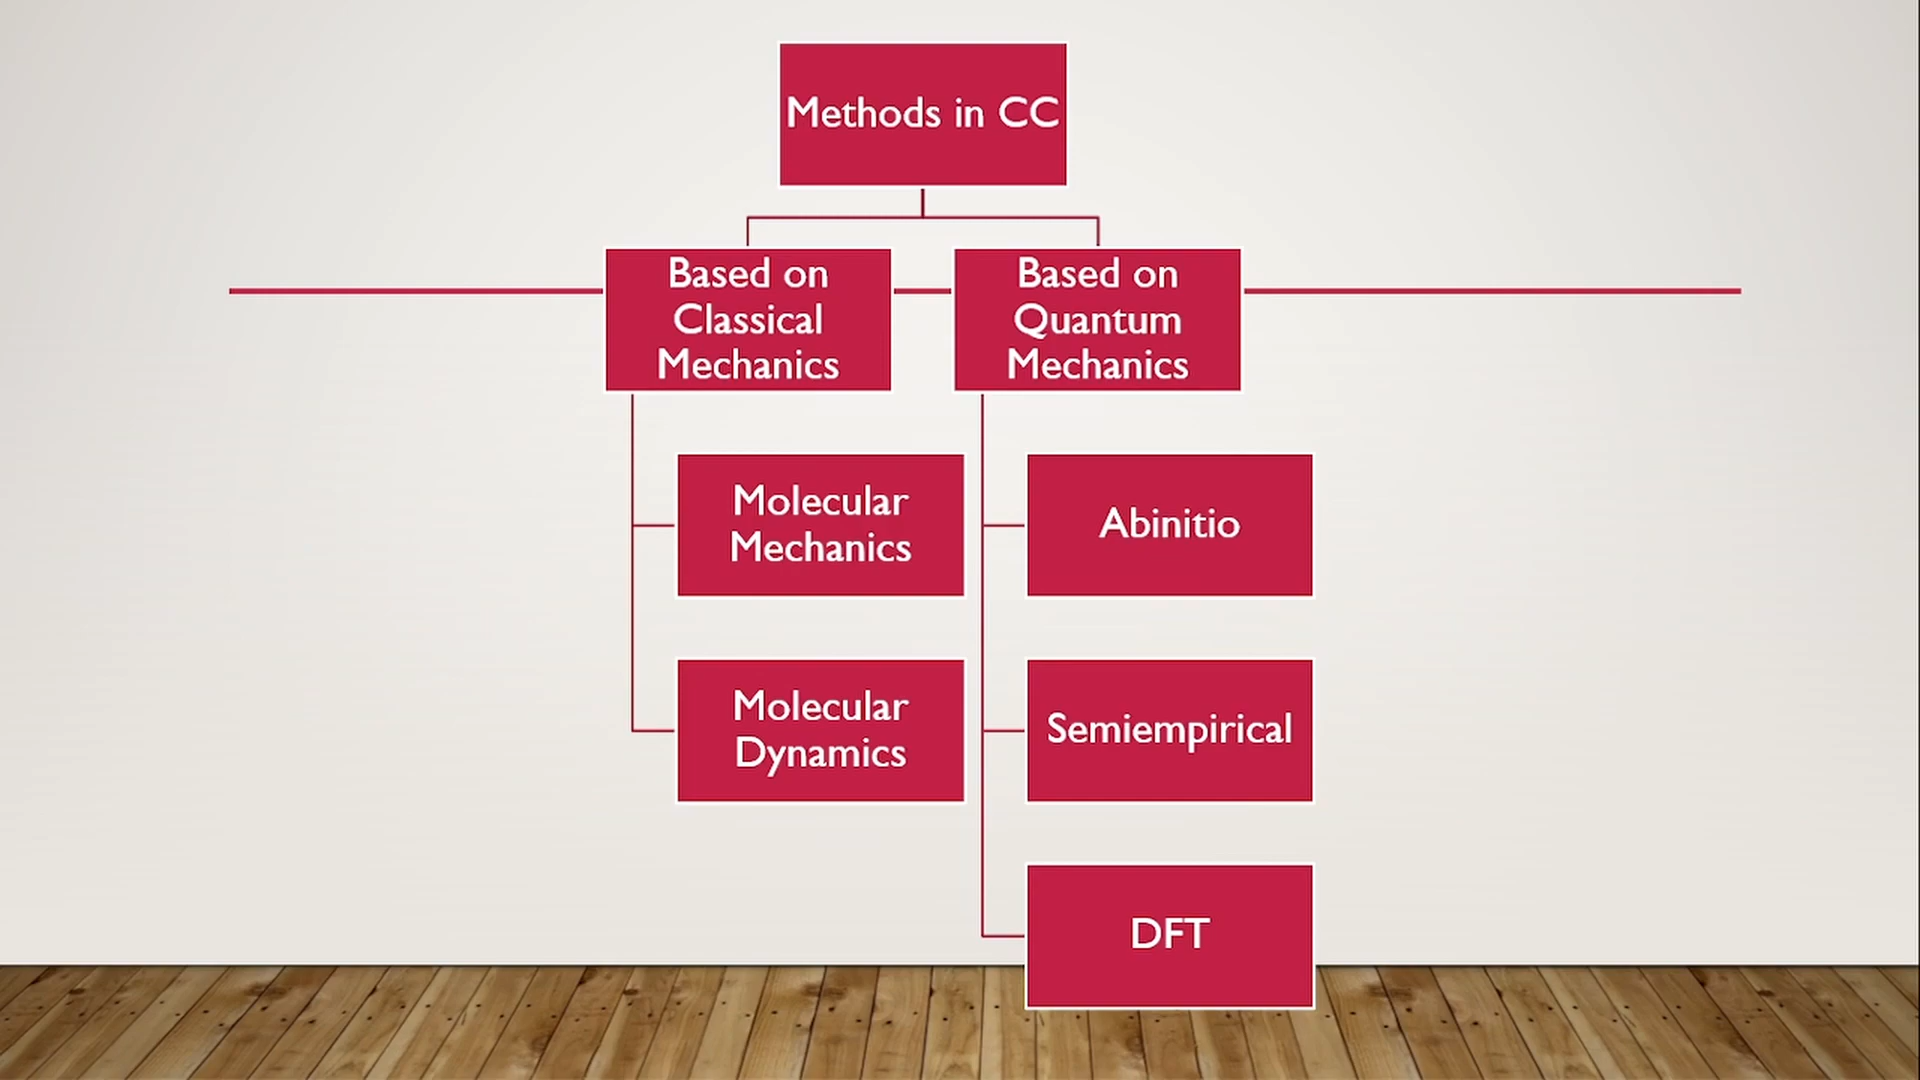 Methods in CC
Based on
Classical
Mechanics
Based on
Quantum
Mechanics
Molecular
Mechanics
Abinitio
Molecular
Dynamics
Semiempirical
DFT